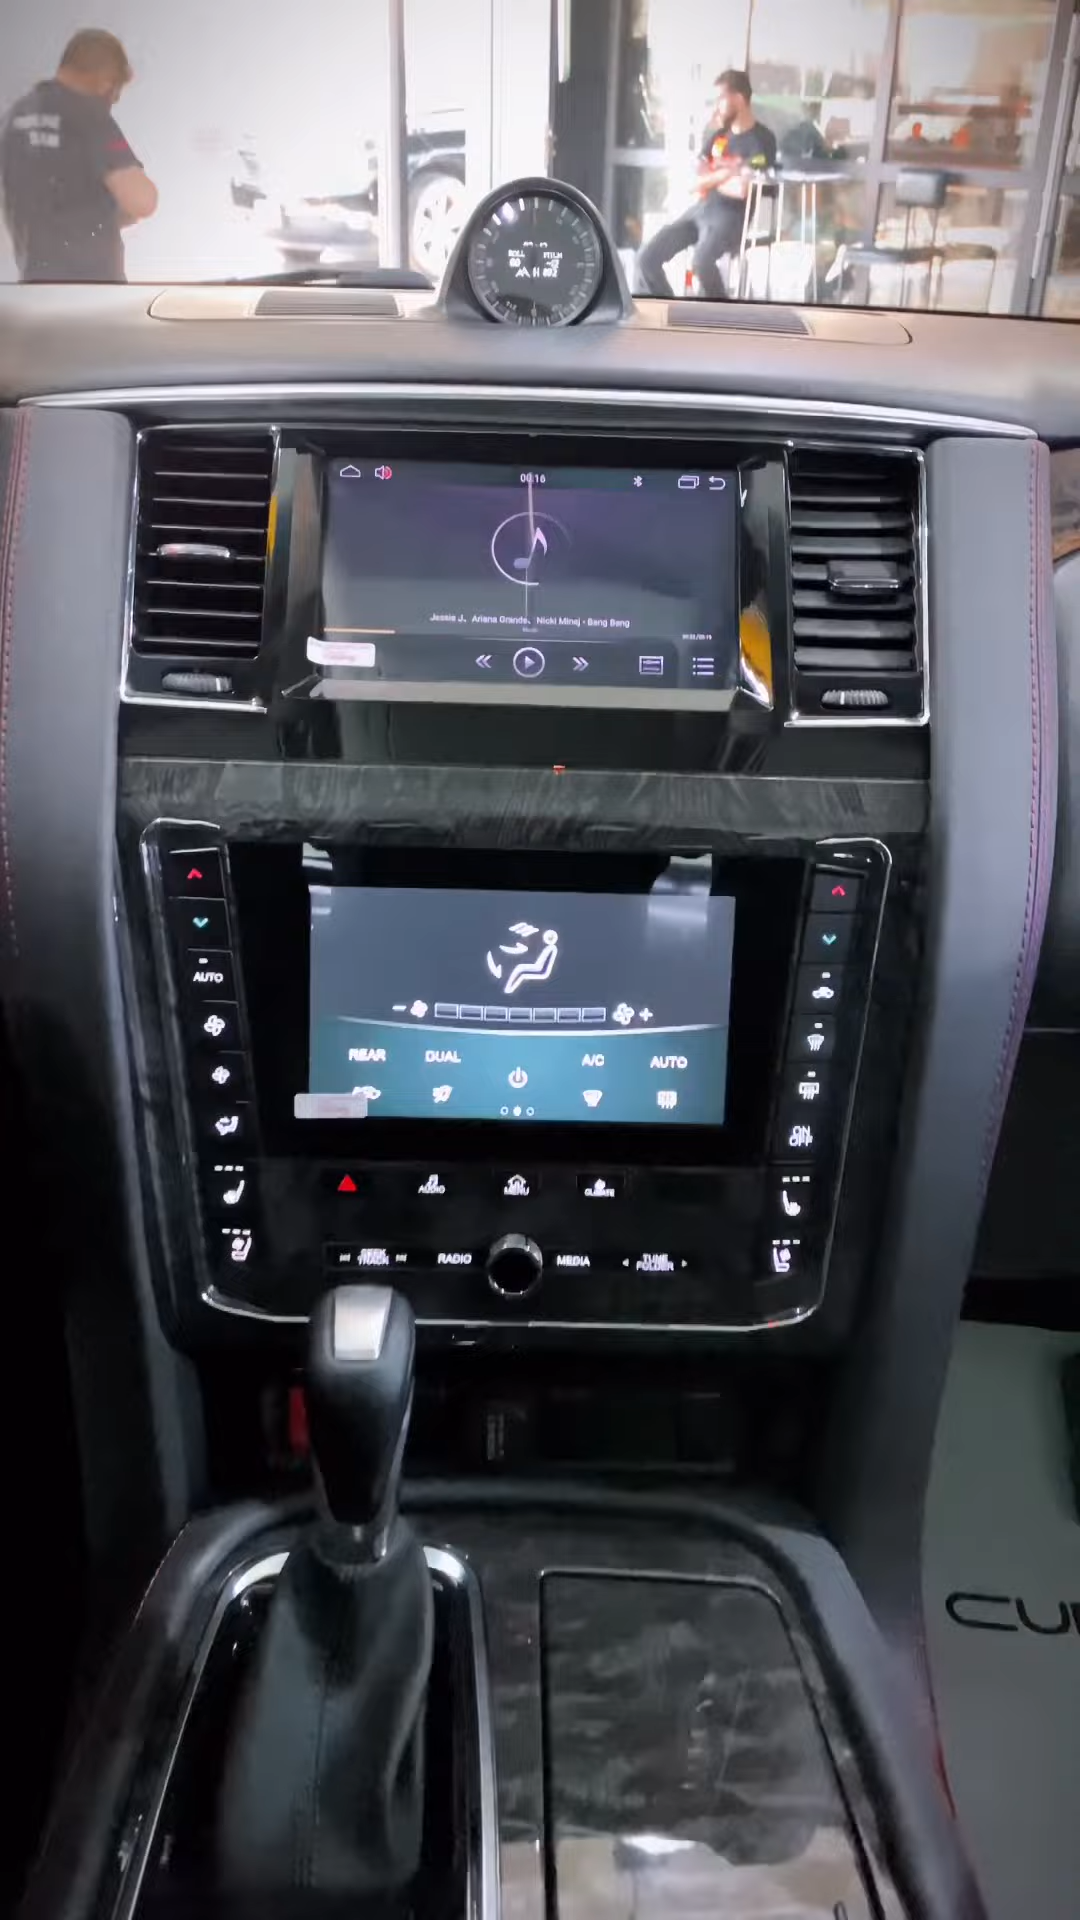 ROLL
00:16
Jessie J、Ariana Grande、Nicki Minaj - Bang Bang
AUTO
- +
REAR
DUAL
A/C
AUTO
ON
OFF
AUDIO
MENU
CLIMATE
SEEK
TRACK
RADIO
MEDIA
TUNE
FOLDER